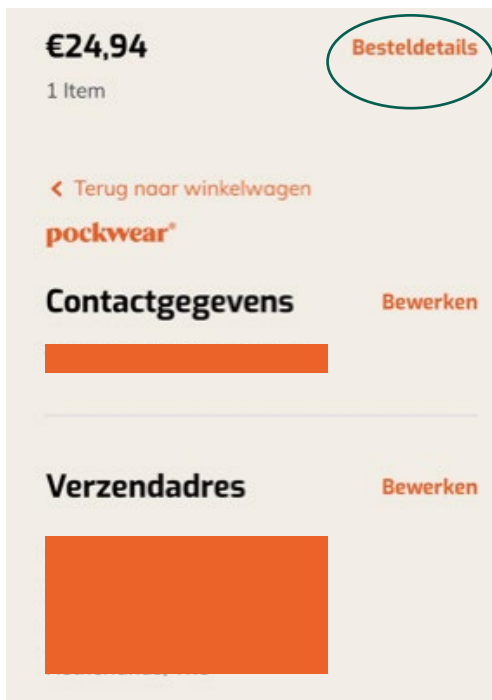 €24,94
Besteldetails
1 Item
Terug naar winkelwagen
pockwear®
Contactgegevens
Bewerken
Verzendadres
Bewerken